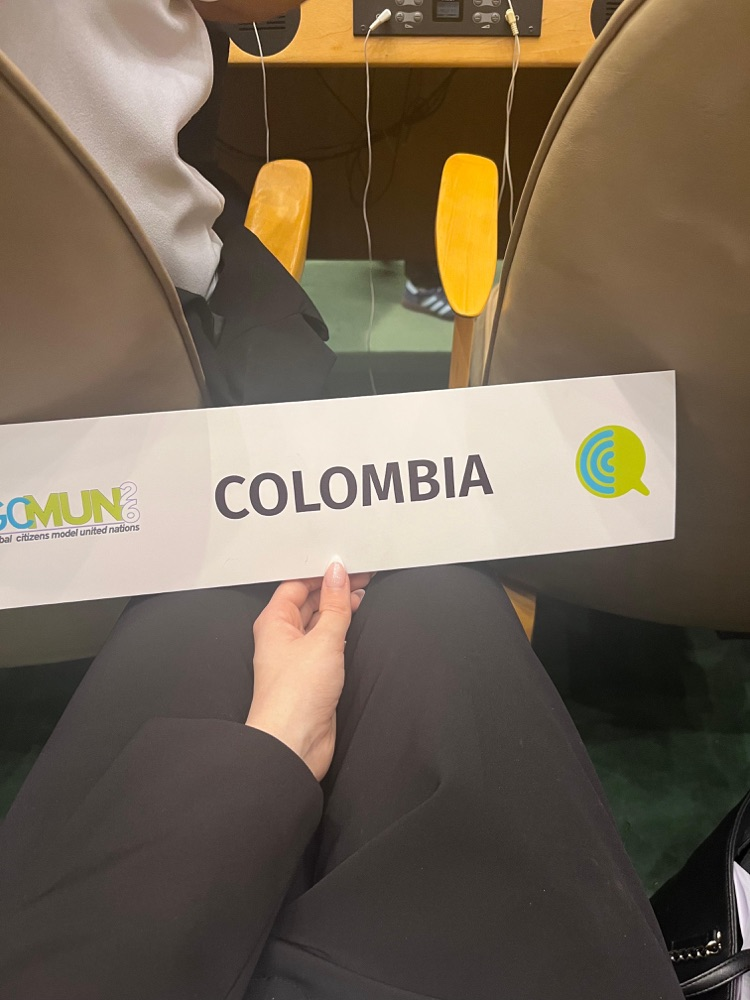 GCMUN26
bal citizens model united nations
COLOMBIA